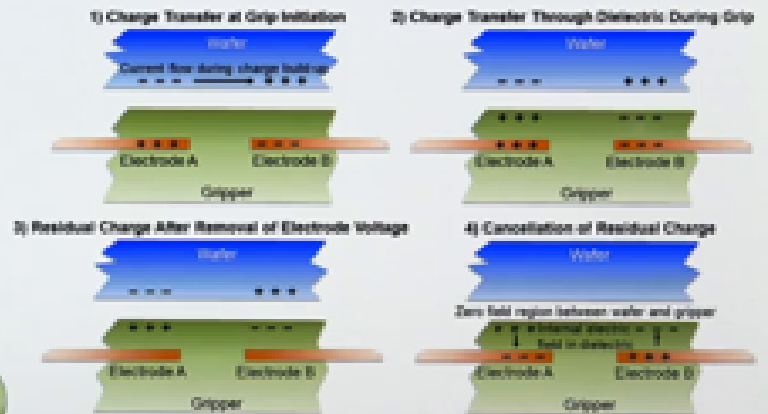 1) Charge Transfer at Grip Initiation
Wafer
Current flow during charge build-up
Electrode A
Electrode B
Gripper
2) Charge Transfer Through Dielectric During Grip
Wafer
Electrode A
Electrode B
Gripper
3) Residual Charge After Removal of Electrode Voltage
Wafer
Electrode A
Electrode B
Gripper
4) Cancellation of Residual Charge
Wafer
Zero field region between wafer and gripper
Internal electric
field in dielectric
Electrode A
Electrode B
Gripper